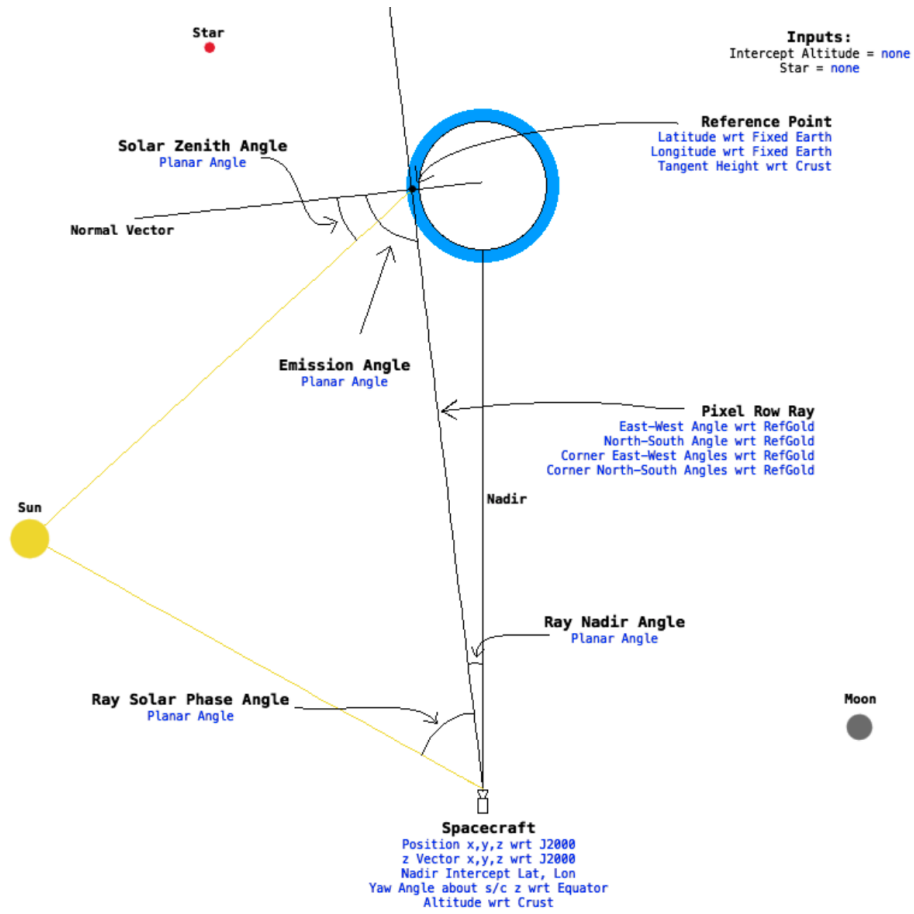 Star
Inputs:
Intercept Altitude = none
Star = none
Reference Point
Latitude wrt Fixed Earth
Longitude wrt Fixed Earth
Tangent Height wrt Crust
Solar Zenith Angle
Planar Angle
Normal Vector
Emission Angle
Planar Angle
Pixel Row Ray
East-West Angle wrt RefGold
North-South Angle wrt RefGold
Corner East-West Angles wrt RefGold
Corner North-South Angles wrt RefGold
Nadir
Sun
Ray Nadir Angle
Planar Angle
Ray Solar Phase Angle
Planar Angle
Moon
Spacecraft
Position x,y,z wrt J2000
z Vector x,y,z wrt J2000
Nadir Intercept Lat, Lon
Yaw Angle about s/c z wrt Equator
Altitude wrt Crust